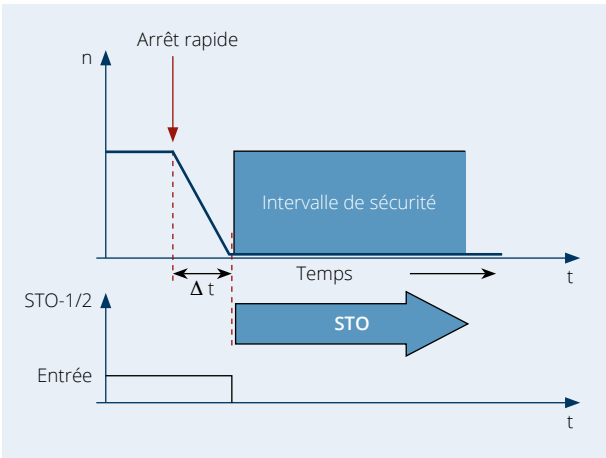 Arrêt rapide
n
Intervalle de sécurité
Temps
t
Δ t
STO-1/2
STO
Entrée
t